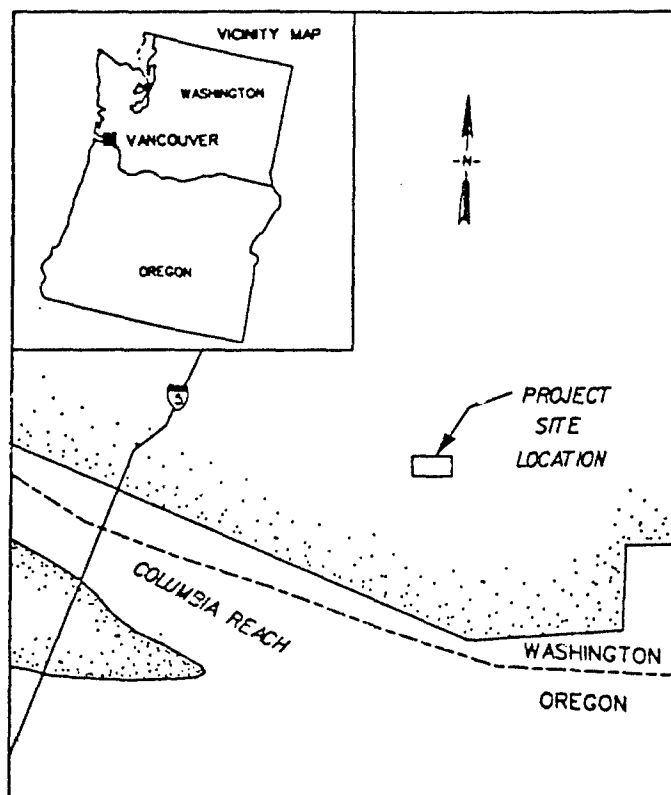 VICINITY MAP
WASHINGTON
VANCOUVER
OREGON
-N-
5
PROJECT
SITE
LOCATION
COLUMBIA REACH
WASHINGTON
OREGON